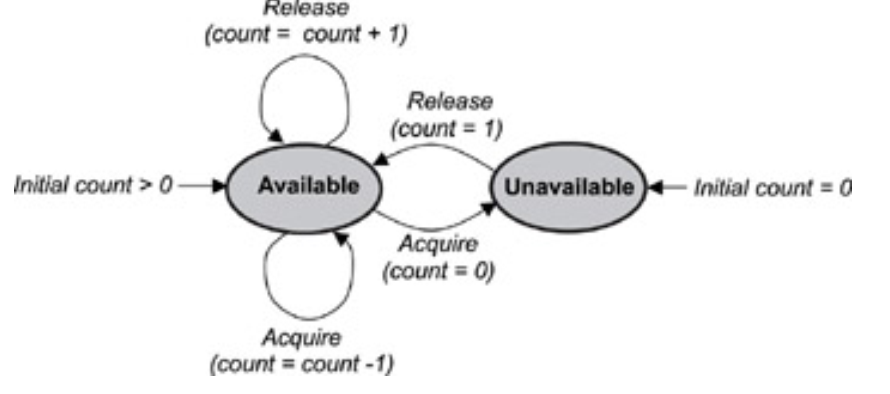 Release
(count = count + 1)
Release
(count = 1)
Initial count > 0
Available
Unavailable
Initial count = 0
Acquire
(count = 0)
Acquire
(count = count -1)